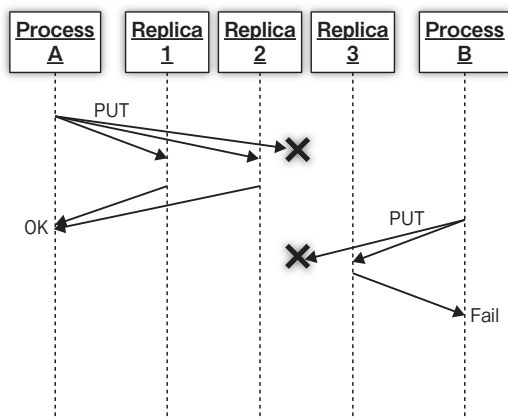 Process
A
Replica
1
Replica
2
Replica
3
Process
B
PUT
OK
PUT
Fail